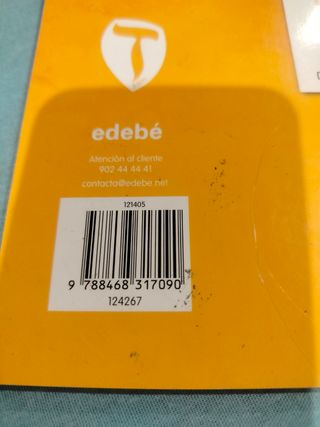 edebé
Atención al cliente
902 44 44 41
contacta@edebe.net
121405
9 788468 317090
124267